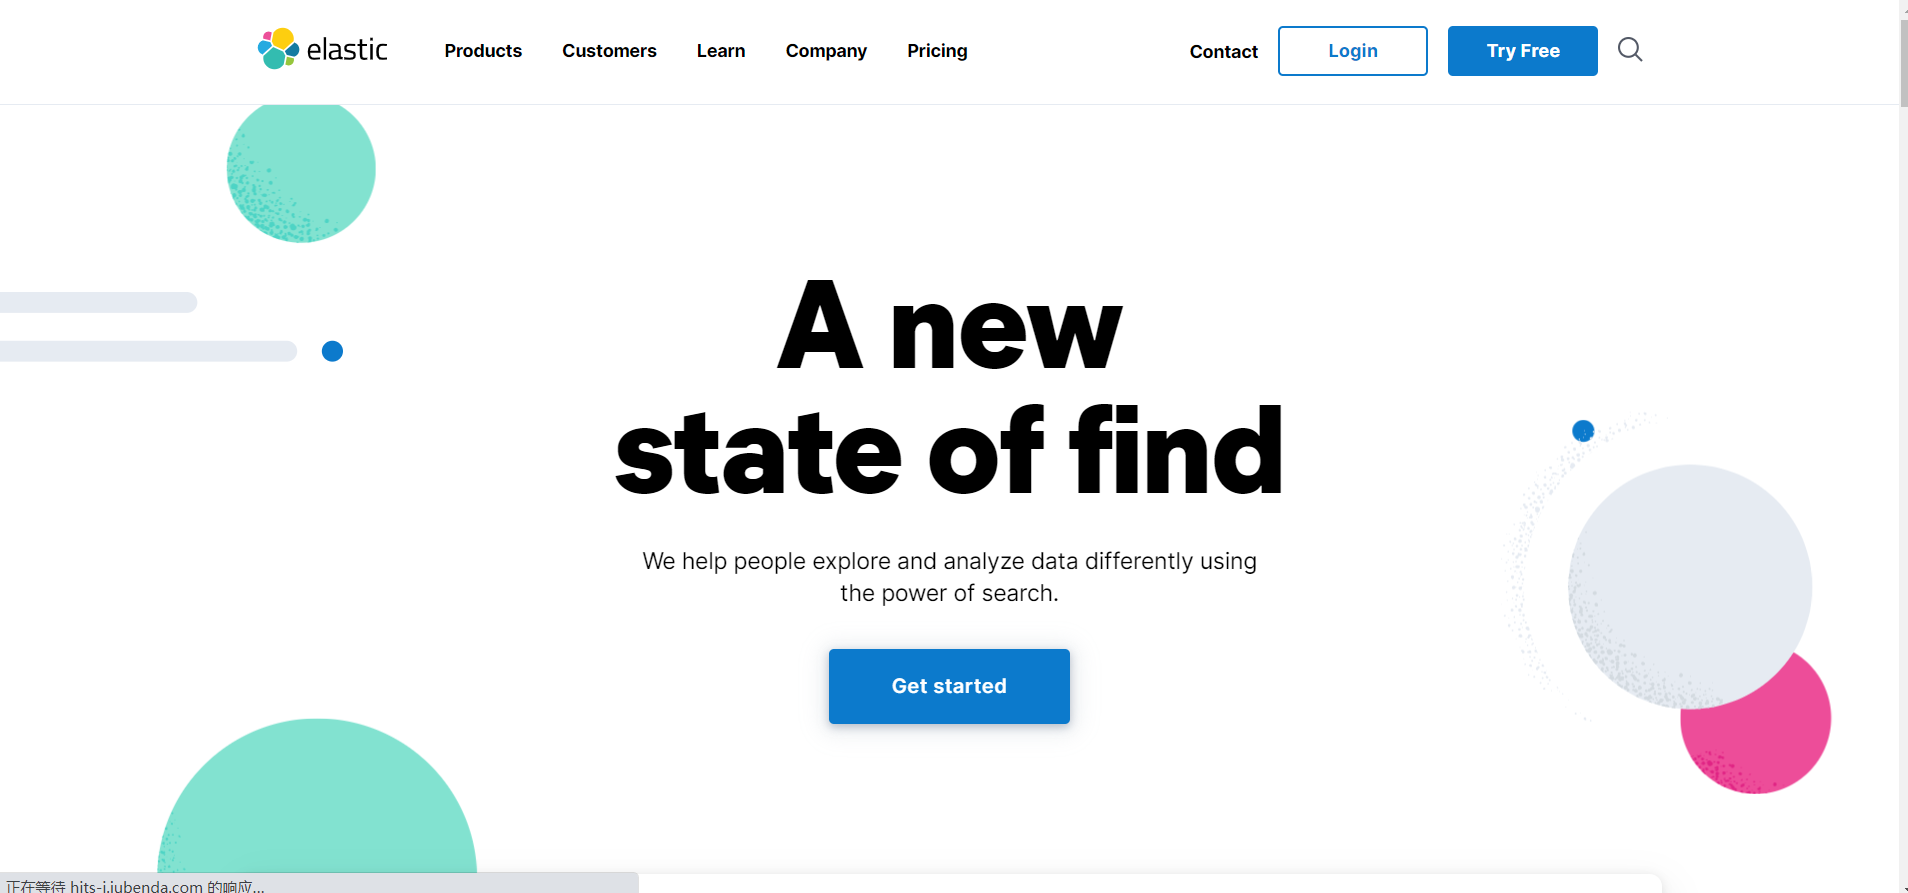 elastic
Products
Customers
Learn
Company
Pricing
Contact
Login
Try Free
A new
state of find
We help people explore and analyze data differently using
the power of search.
Get started
正在等待 hits-i.iubenda.com 的响应...